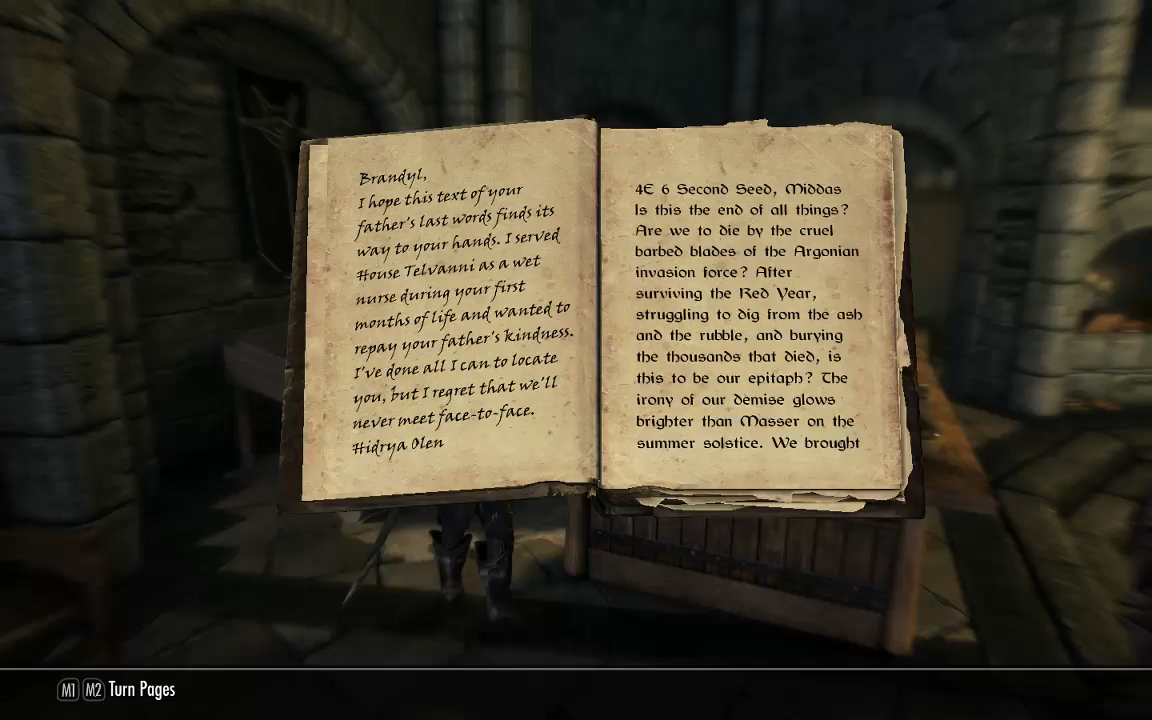 Brandyl,
I hope this text of your
father's last words finds its
way to your hands. I served
House Telvanni as a wet
nurse during your first
months of life and wanted to
repay your father's kindness.
I've done all I can to locate
you, but I regret that we'll
never meet face-to-face.
Hidrya Olen
4E 6 Second Seed, Middas
Is this the end of all things?
Are we to die by the cruel
barbed blades of the Argonian
invasion force? After
surviving the Red Year,
struggling to dig from the ash
and the rubble, and burying
the thousands that died, is
this to be our epitaph? The
irony of our demise glows
brighter than Masser on the
summer solstice. We brought
M1 M2 Turn Pages